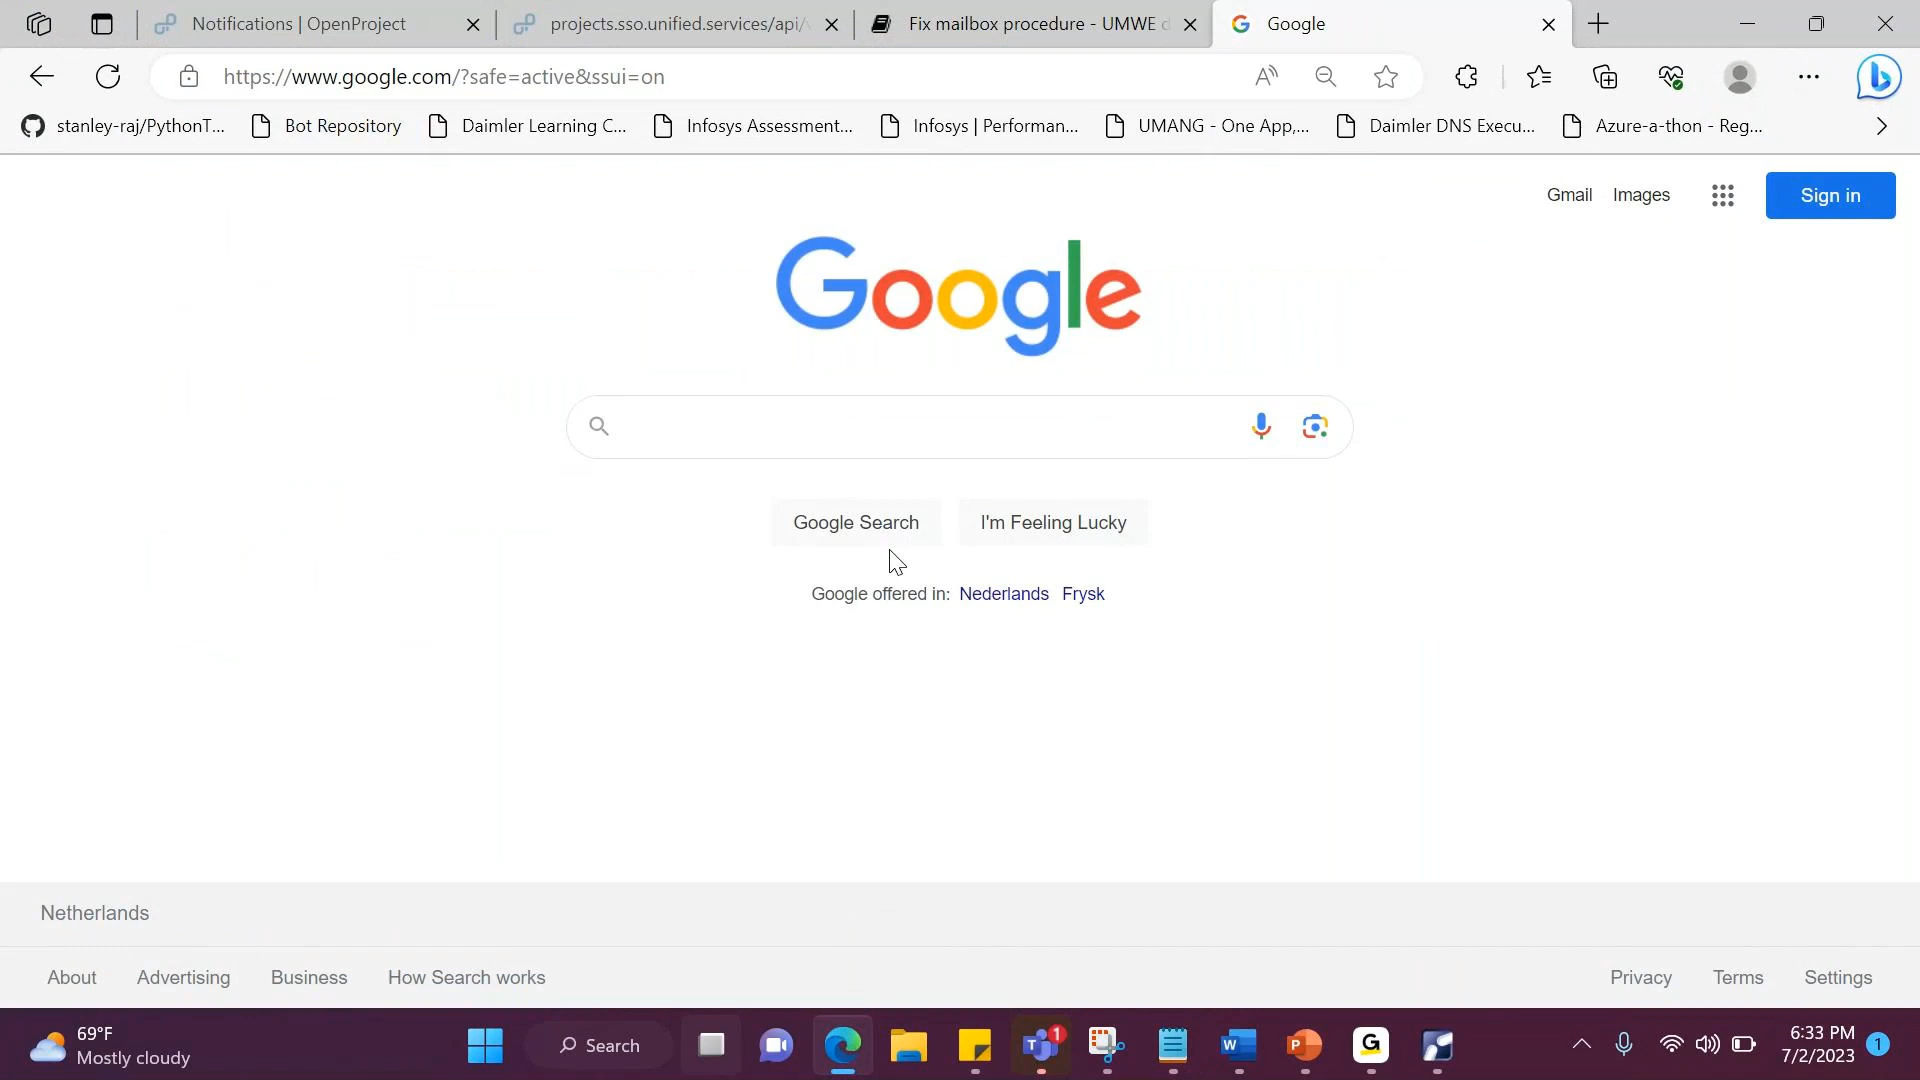 Notifications | OpenProject
projects.sso.unified.services/api/v
Fix mailbox procedure - UMWE d
Google
https://www.google.com/?safe=active&ssui=on
stanley-raj/PythonT...
Bot Repository
Daimler Learning C...
Infosys Assessment...
Infosys | Performan...
UMANG - One App,...
Daimler DNS Execu...
Azure-a-thon - Reg...
Gmail
Images
Sign in
Google
Google Search
I'm Feeling Lucky
Google offered in: Nederlands Frysk
Netherlands
About
Advertising
Business
How Search works
Privacy
Terms
Settings
69°F
Mostly cloudy
Search
1
6:33 PM
7/2/2023
1